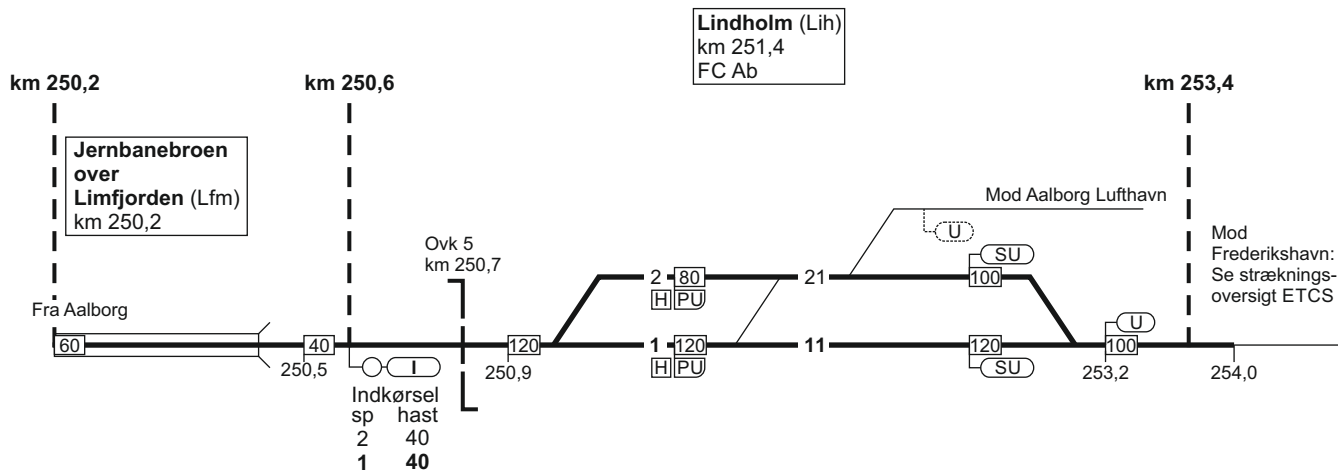 Lindholm (Lih)
km 251,4
FC Ab
km 250,2
km 250,6
km 253,4
Jernbanebroen
over
Limfjorden (Lfm)
km 250,2
Mod Aalborg Lufthavn
U
Ovk 5
km 250,7
Mod
Frederikshavn:
Se stræknings-
oversigt ETCS
SU
2 80 21 100
H PU
Fra Aalborg
U
60 40 120 1 120 11 120 100
H PU SU
250,5 250,9 253,2 254,0
I
Indkørsel
sp hast
2 40
1 40